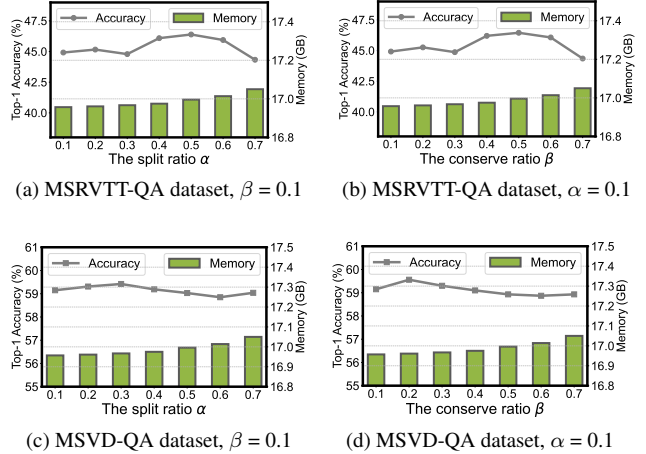 47.5
45.0
42.5
40.0
Top-1 Accuracy (%)
Accuracy
Memory
17.4
17.2
17.0
16.8
Memory (GB)
0.1 0.2 0.3 0.4 0.5 0.6 0.7
The split ratio α
(a) MSRVTT-QA dataset, β = 0.1
47.5
45.0
42.5
40.0
Top-1 Accuracy (%)
Accuracy
Memory
17.4
17.2
17.0
16.8
Memory (GB)
0.1 0.2 0.3 0.4 0.5 0.6 0.7
The conserve ratio β
(b) MSRVTT-QA dataset, α = 0.1
61
60
59
58
57
56
55
Top-1 Accuracy (%)
Accuracy
Memory
17.5
17.4
17.3
17.2
17.1
17.0
16.9
16.8
Memory (GB)
0.1 0.2 0.3 0.4 0.5 0.6 0.7
The split ratio α
(c) MSVD-QA dataset, β = 0.1
61
60
59
58
57
56
55
Top-1 Accuracy (%)
Accuracy
Memory
17.5
17.4
17.3
17.2
17.1
17.0
16.9
16.8
Memory (GB)
0.1 0.2 0.3 0.4 0.5 0.6 0.7
The conserve ratio β
(d) MSVD-QA dataset, α = 0.1